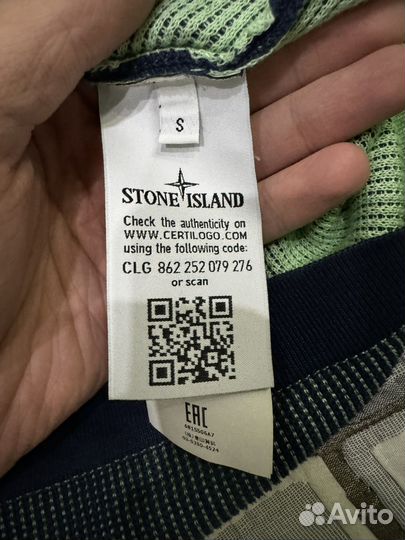 S
STONE ISLAND
Check the authenticity on
WWW.CERTILOGO.COM
using the following code:
CLG 862 252 079 276
or scan
EAC
Avito